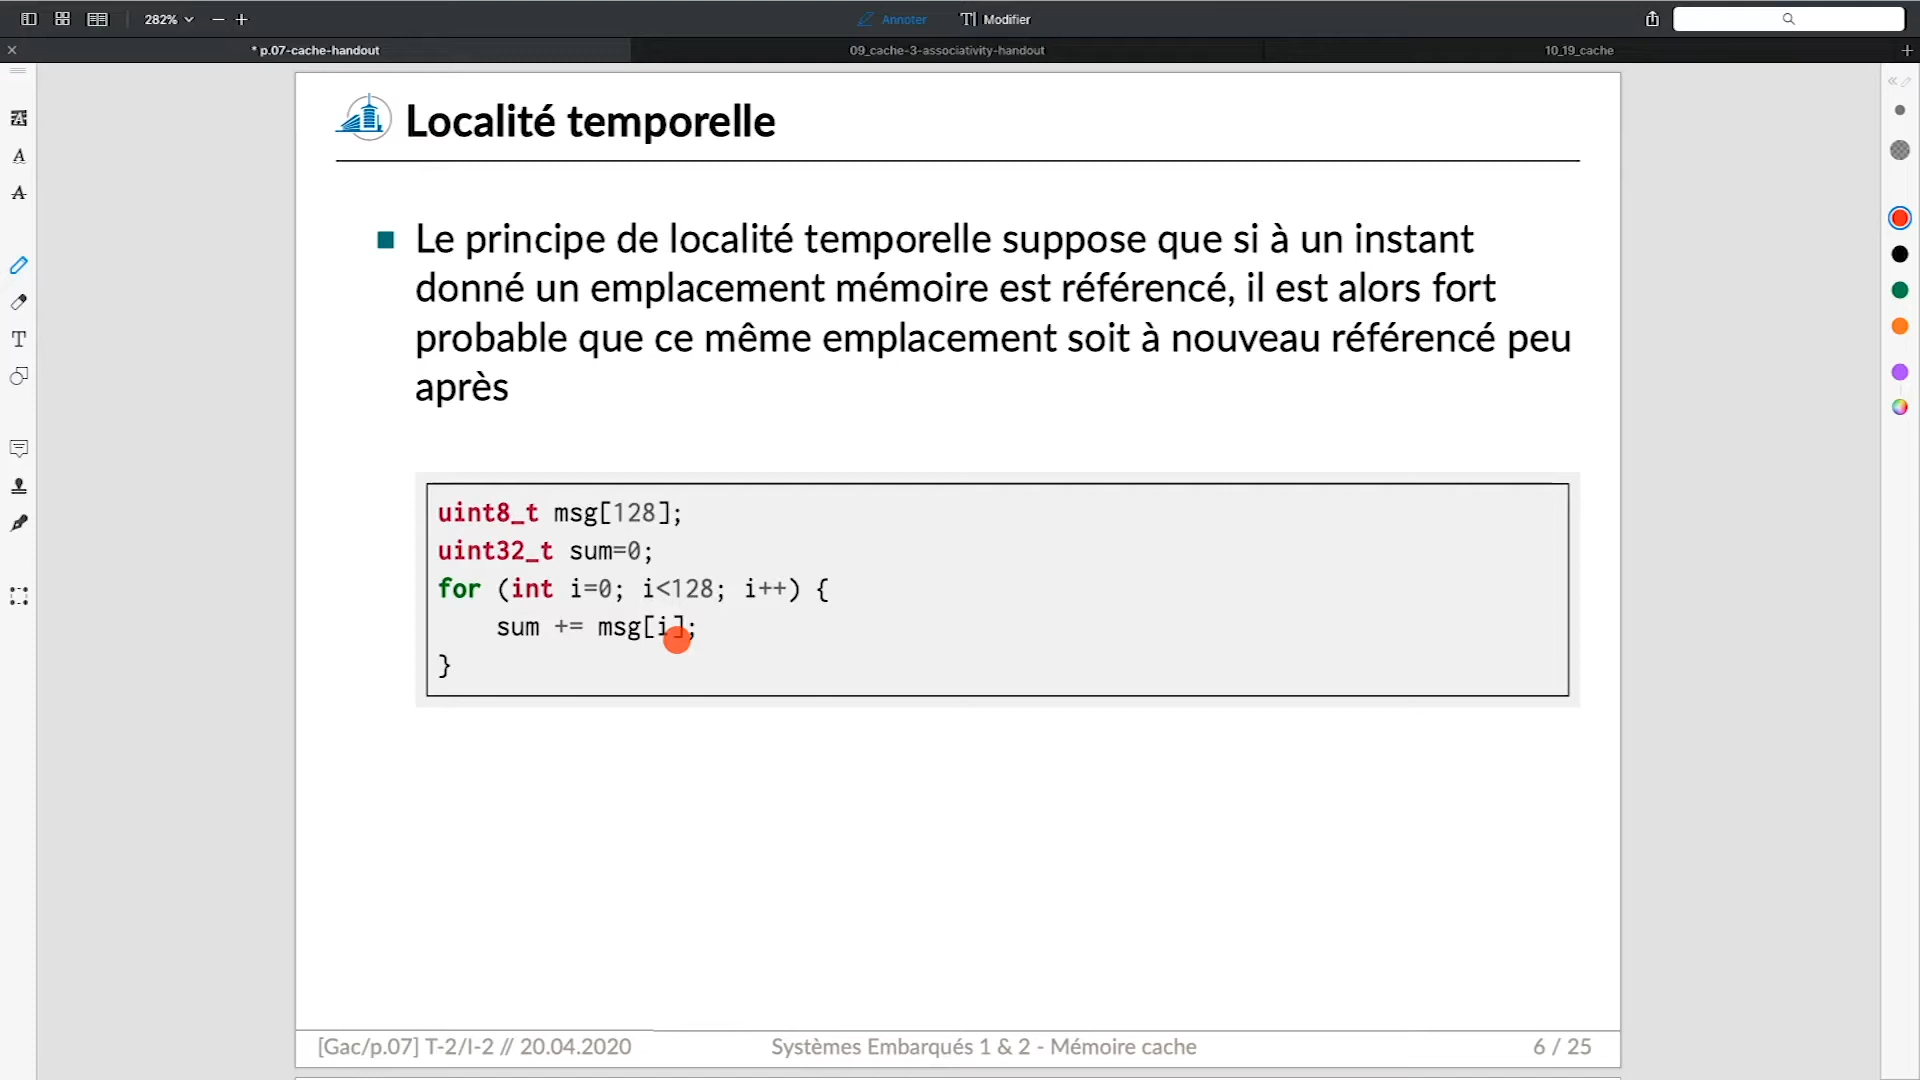 282%
Annoter
Modifier
* p.07-cache-handout
09_cache-3-associativity-handout
10_19_cache
Localité temporelle
Le principe de localité temporelle suppose que si à un instant
donné un emplacement mémoire est référencé, il est alors fort
probable que ce même emplacement soit à nouveau référencé peu
après
uint8_t msg[128];
uint32_t sum=0;
for (int i=0; i<128; i++) {
sum += msg[i];
}
[Gac/p.07] T-2/I-2 // 20.04.2020
Systèmes Embarqués 1 & 2 - Mémoire cache
6 / 25